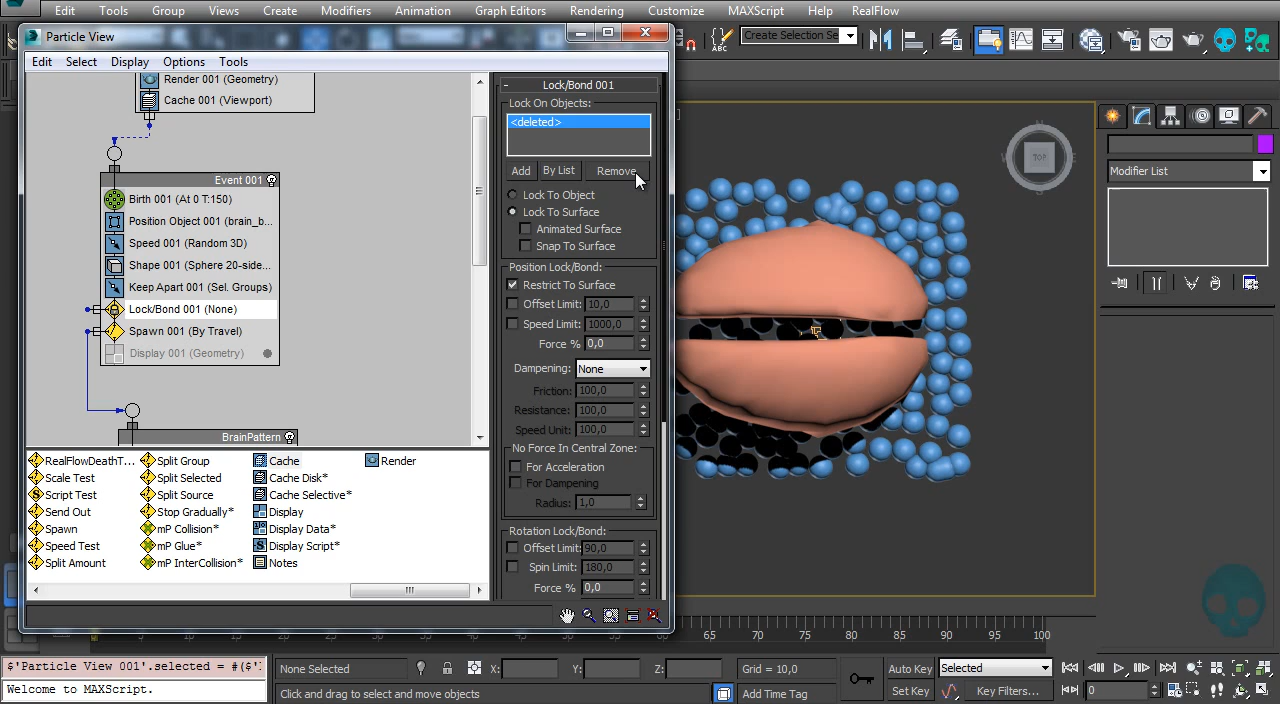 Edit Tools Group Views Create Modifiers Animation Graph Editors Rendering Customize MAXScript Help RealFlow
Particle View
Create Selection Se
Edit Select Display Options Tools
Render 001 (Geometry)
Cache 001 (Viewport)
Event 001
Birth 001 (At 0 T:150)
Position Object 001 (brain_b...
Speed 001 (Random 3D)
Shape 001 (Sphere 20-side...
Keep Apart 001 (Sel. Groups)
Lock/Bond 001 (None)
Spawn 001 (By Travel)
Display 001 (Geometry)
BrainPattern
RealFlowDeathT...
Scale Test
Script Test
Send Out
Spawn
Speed Test
Split Amount
Split Group
Split Selected
Split Source
Stop Gradually*
mP Collision*
mP Glue*
mP InterCollision*
Cache
Cache Disk*
Cache Selective*
Display
Display Data*
Display Script*
Notes
Render
- Lock/Bond 001
Lock On Objects:
<deleted>
Add By List Remove
Lock To Object
Lock To Surface
Animated Surface
Snap To Surface
Position Lock/Bond:
Restrict To Surface
Offset Limit: 10,0
Speed Limit: 1000,0
Force % 0,0
Dampening: None
Friction: 100,0
Resistance: 100,0
Speed Unit: 100,0
No Force In Central Zone:
For Acceleration
For Dampening
Radius: 1,0
Rotation Lock/Bond:
Offset Limit: 90,0
Spin Limit: 180,0
Force % 0,0
TOP
Modifier List
65 70 75 80 85 90 95 100
$'Particle View 001'.selected = #($'
Welcome to MAXScript.
None Selected
X: Y: Z:
Grid = 10,0
Click and drag to select and move objects
Add Time Tag
Auto Key Selected
Set Key Key Filters...
0